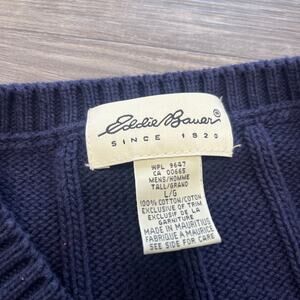 Eddie Bauer®
SINCE 1920
WPL 9647
CA 00665
MENS/HOMME
TALL/GRAND
L/G
100% COTTON/COTON
EXCLUSIVE OF TRIM
EXCLUSIF DE LA
GARNITURE
MADE IN MAURITIUS
FABRIQUE A MAURICE
SEE SIDE FOR CARE